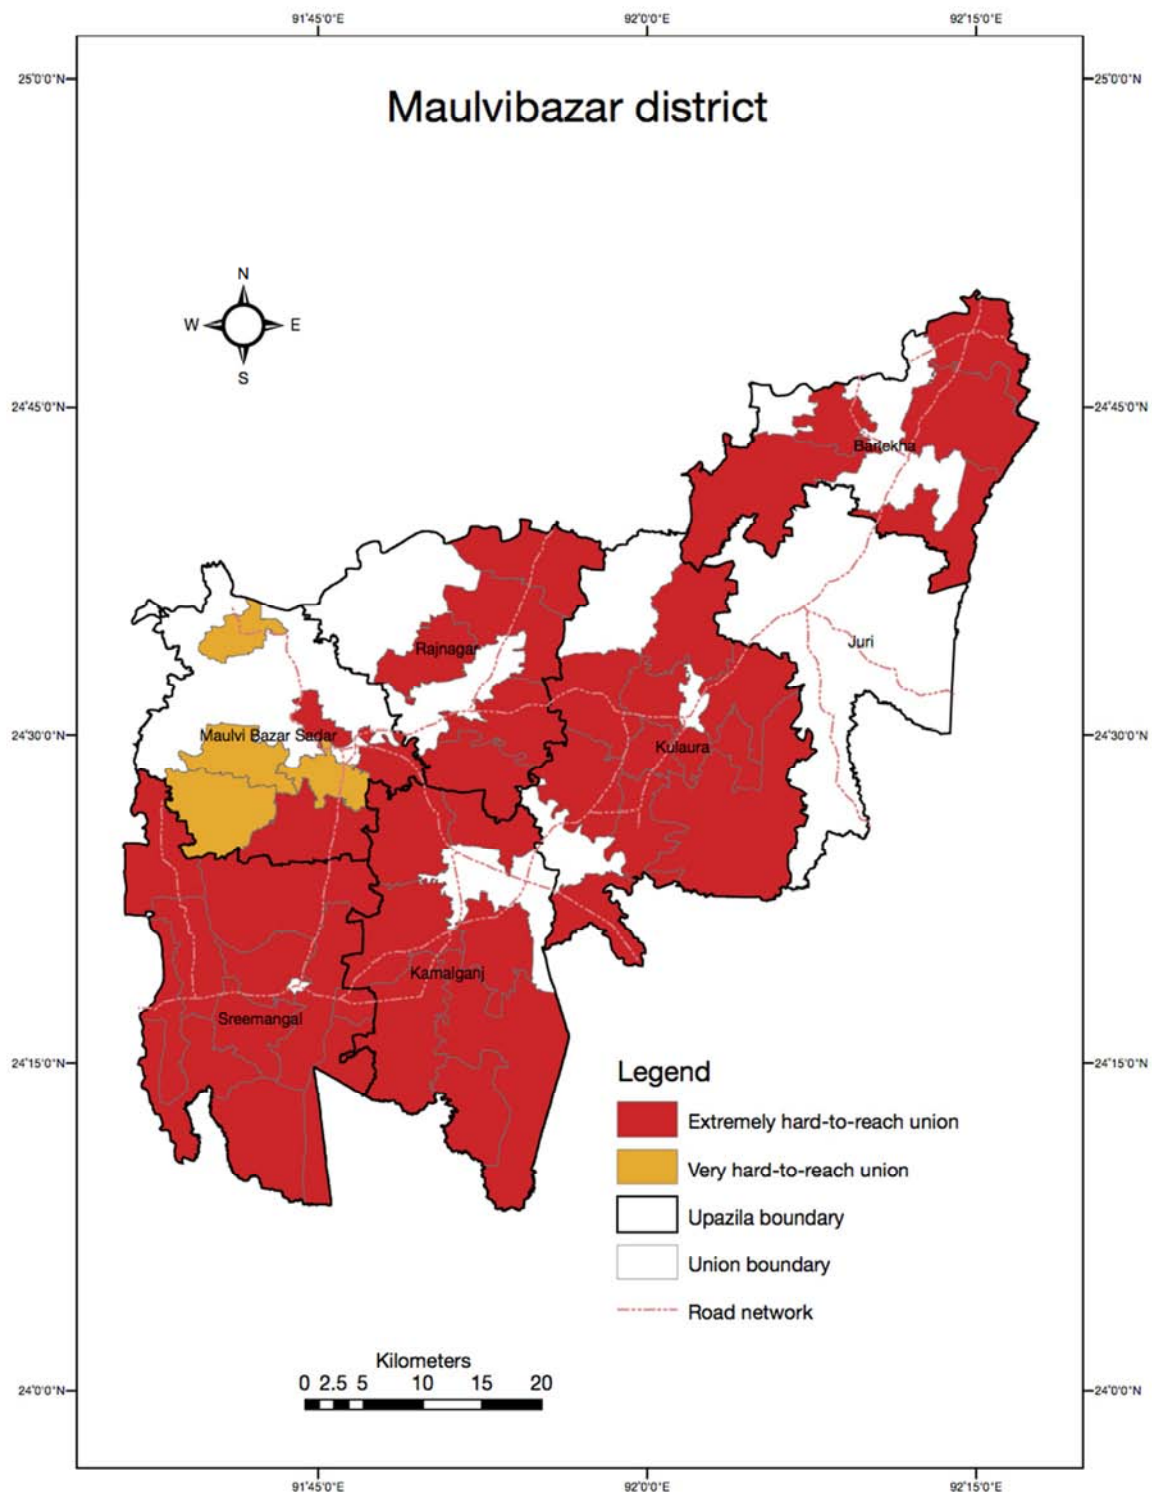 91°45'0"E 92°0'0"E 92°15'0"E
25°0'0"N 25°0'0"N
Maulvibazar district
N
W E
S
24°45'0"N 24°45'0"N
Barlekha
Juri
Rajnagar
Maulvi Bazar Sadar
24°30'0"N 24°30'0"N
Kulaura
Kamalganj
Sreemangal
24°15'0"N 24°15'0"N
Legend
Extremely hard-to-reach union
Very hard-to-reach union
Upazila boundary
Union boundary
Road network
Kilometers
0 2.5 5 10 15 20
24°0'0"N 24°0'0"N
91°45'0"E 92°0'0"E 92°15'0"E